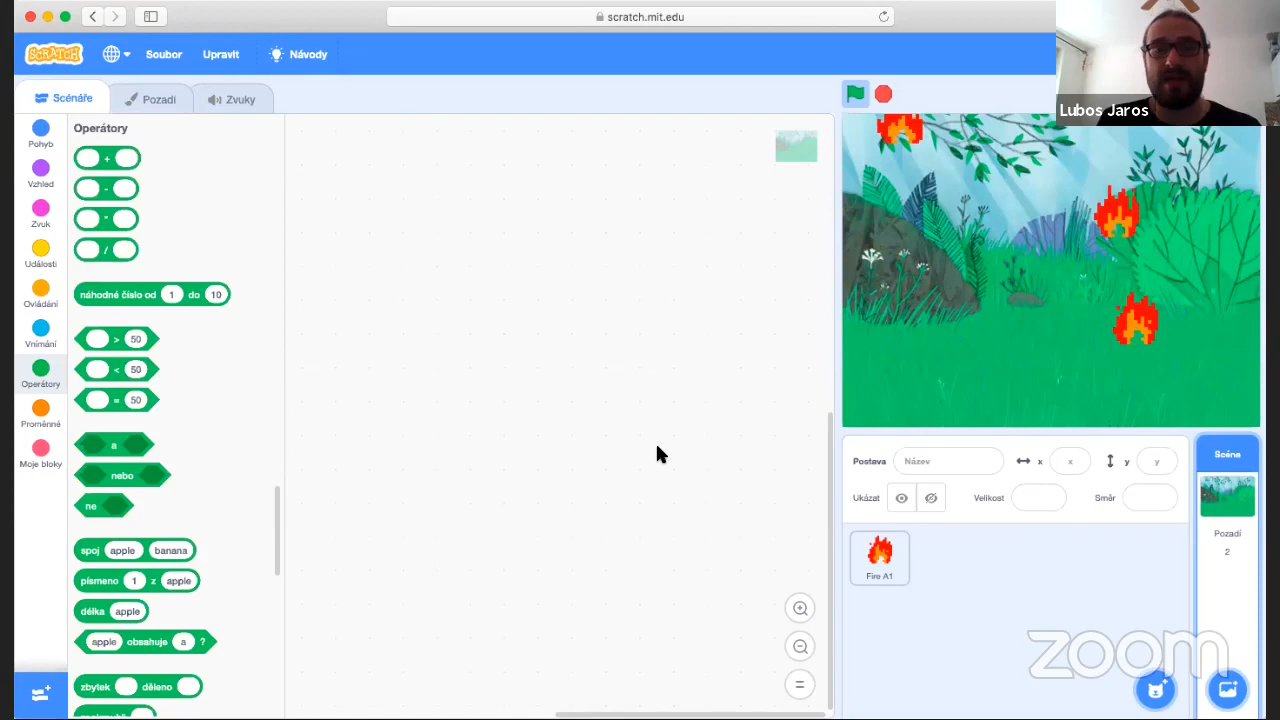 scratch.mit.edu
SCRATCH
Soubor
Upravit
Návody
Lubos Jaros
Scénáře
Pozadí
Zvuky
Pohyb
Vzhled
Zvuk
Události
Ovládání
Vnímání
Operátory
Proměnné
Moje bloky
Operátory
+
-
*
/
náhodné číslo od 1 do 10
> 50
< 50
= 50
a
nebo
ne
spoj apple banana
písmeno 1 z apple
délka apple
apple obsahuje a ?
zbytek děleno
Postava Název x x y y
Ukázat Velikost Směr
Fire A1
Scéna
Pozadí
2
zoom